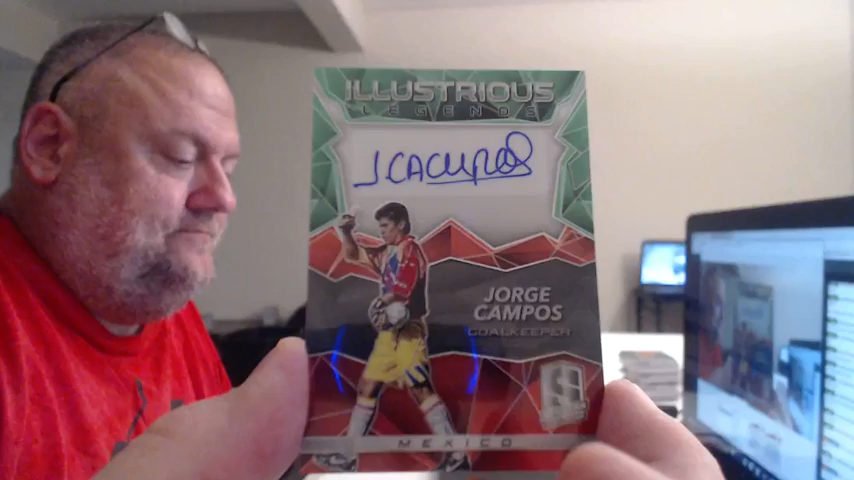 ILLUSTRIOUS
LEGENDS
J.CAMPOS
JORGE
CAMPOS
GOALKEEPER
MEXICO